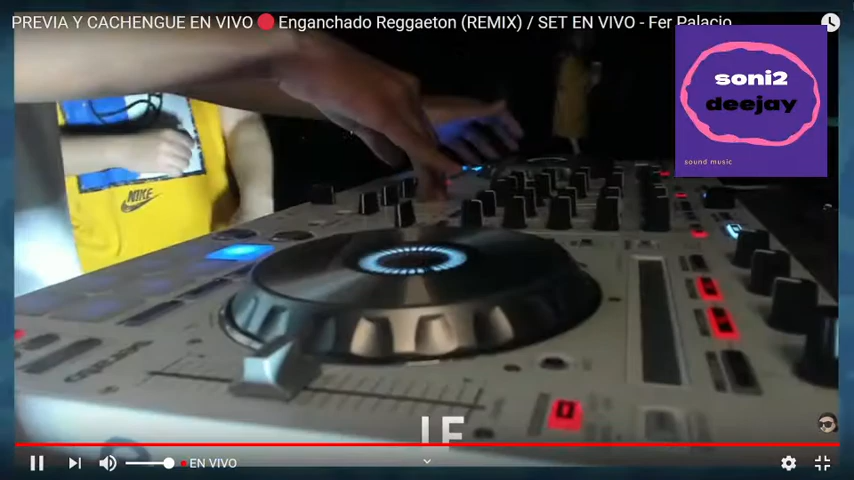 PREVIA Y CACHENGUE EN VIVO 🔴 Enganchado Reggaeton (REMIX) / SET EN VIVO - Fer Palacio
soni2
deejay
sound music
NIKE
EN VIVO